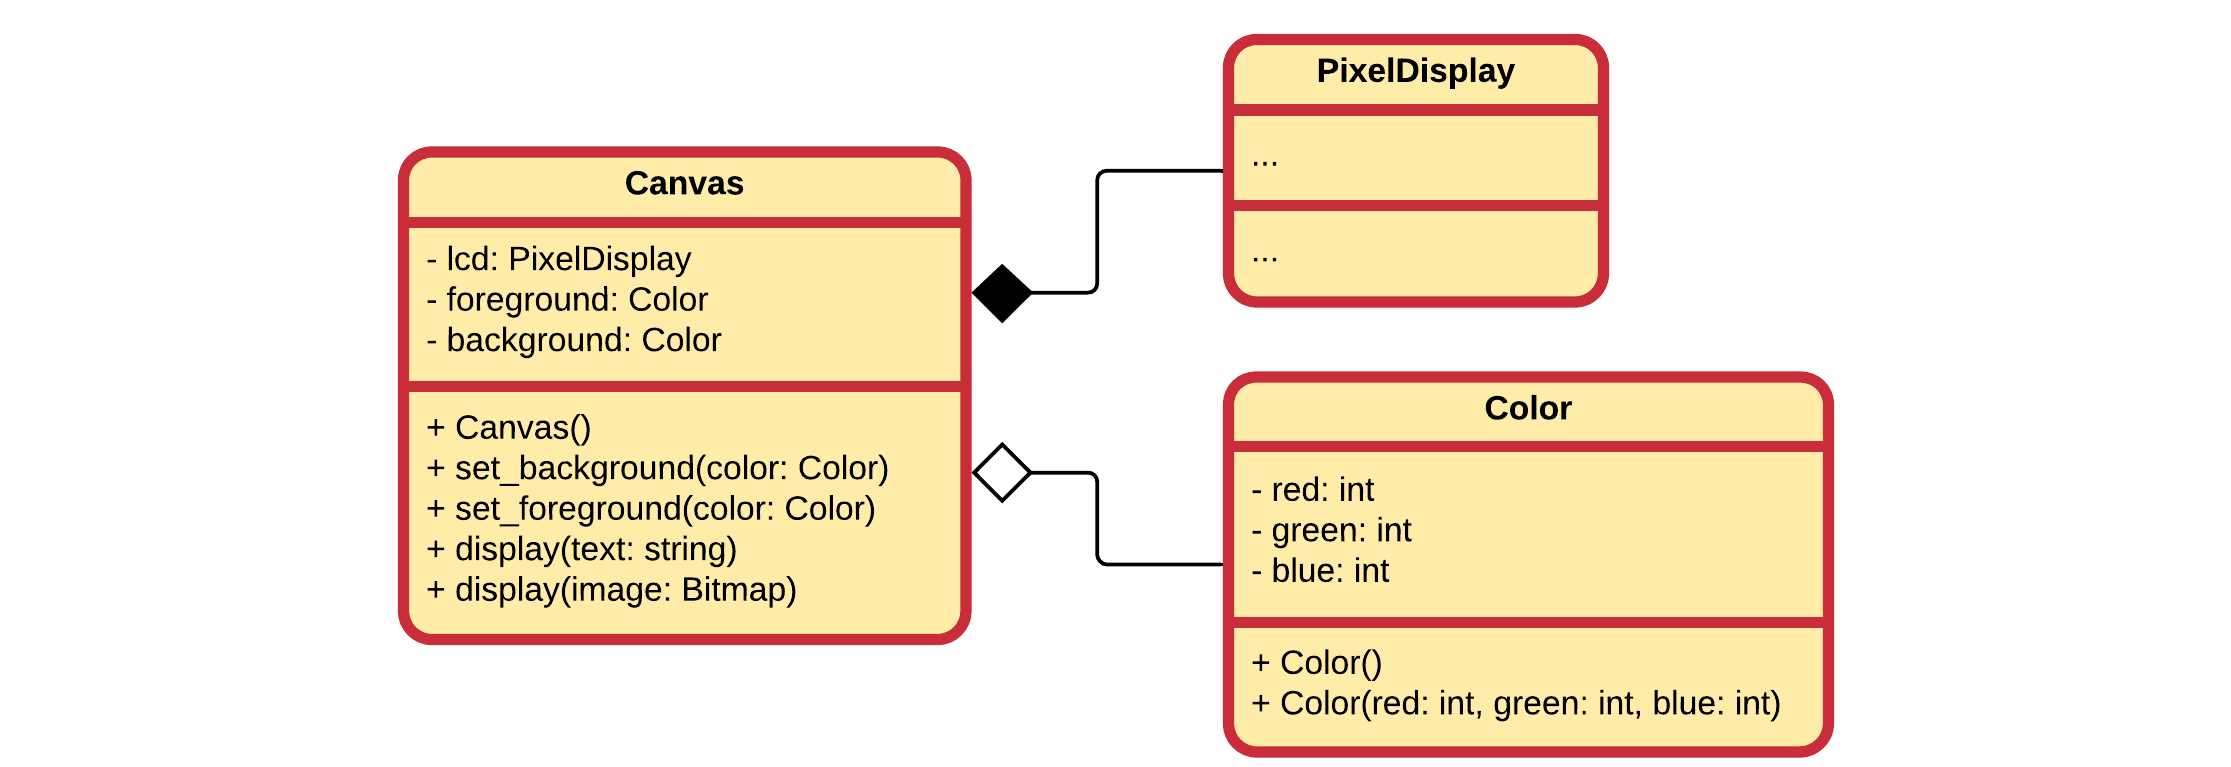 Canvas
- lcd: PixelDisplay
- foreground: Color
- background: Color
+ Canvas()
+ set_background(color: Color)
+ set_foreground(color: Color)
+ display(text: string)
+ display(image: Bitmap)
PixelDisplay
...
...
Color
- red: int
- green: int
- blue: int
+ Color()
+ Color(red: int, green: int, blue: int)